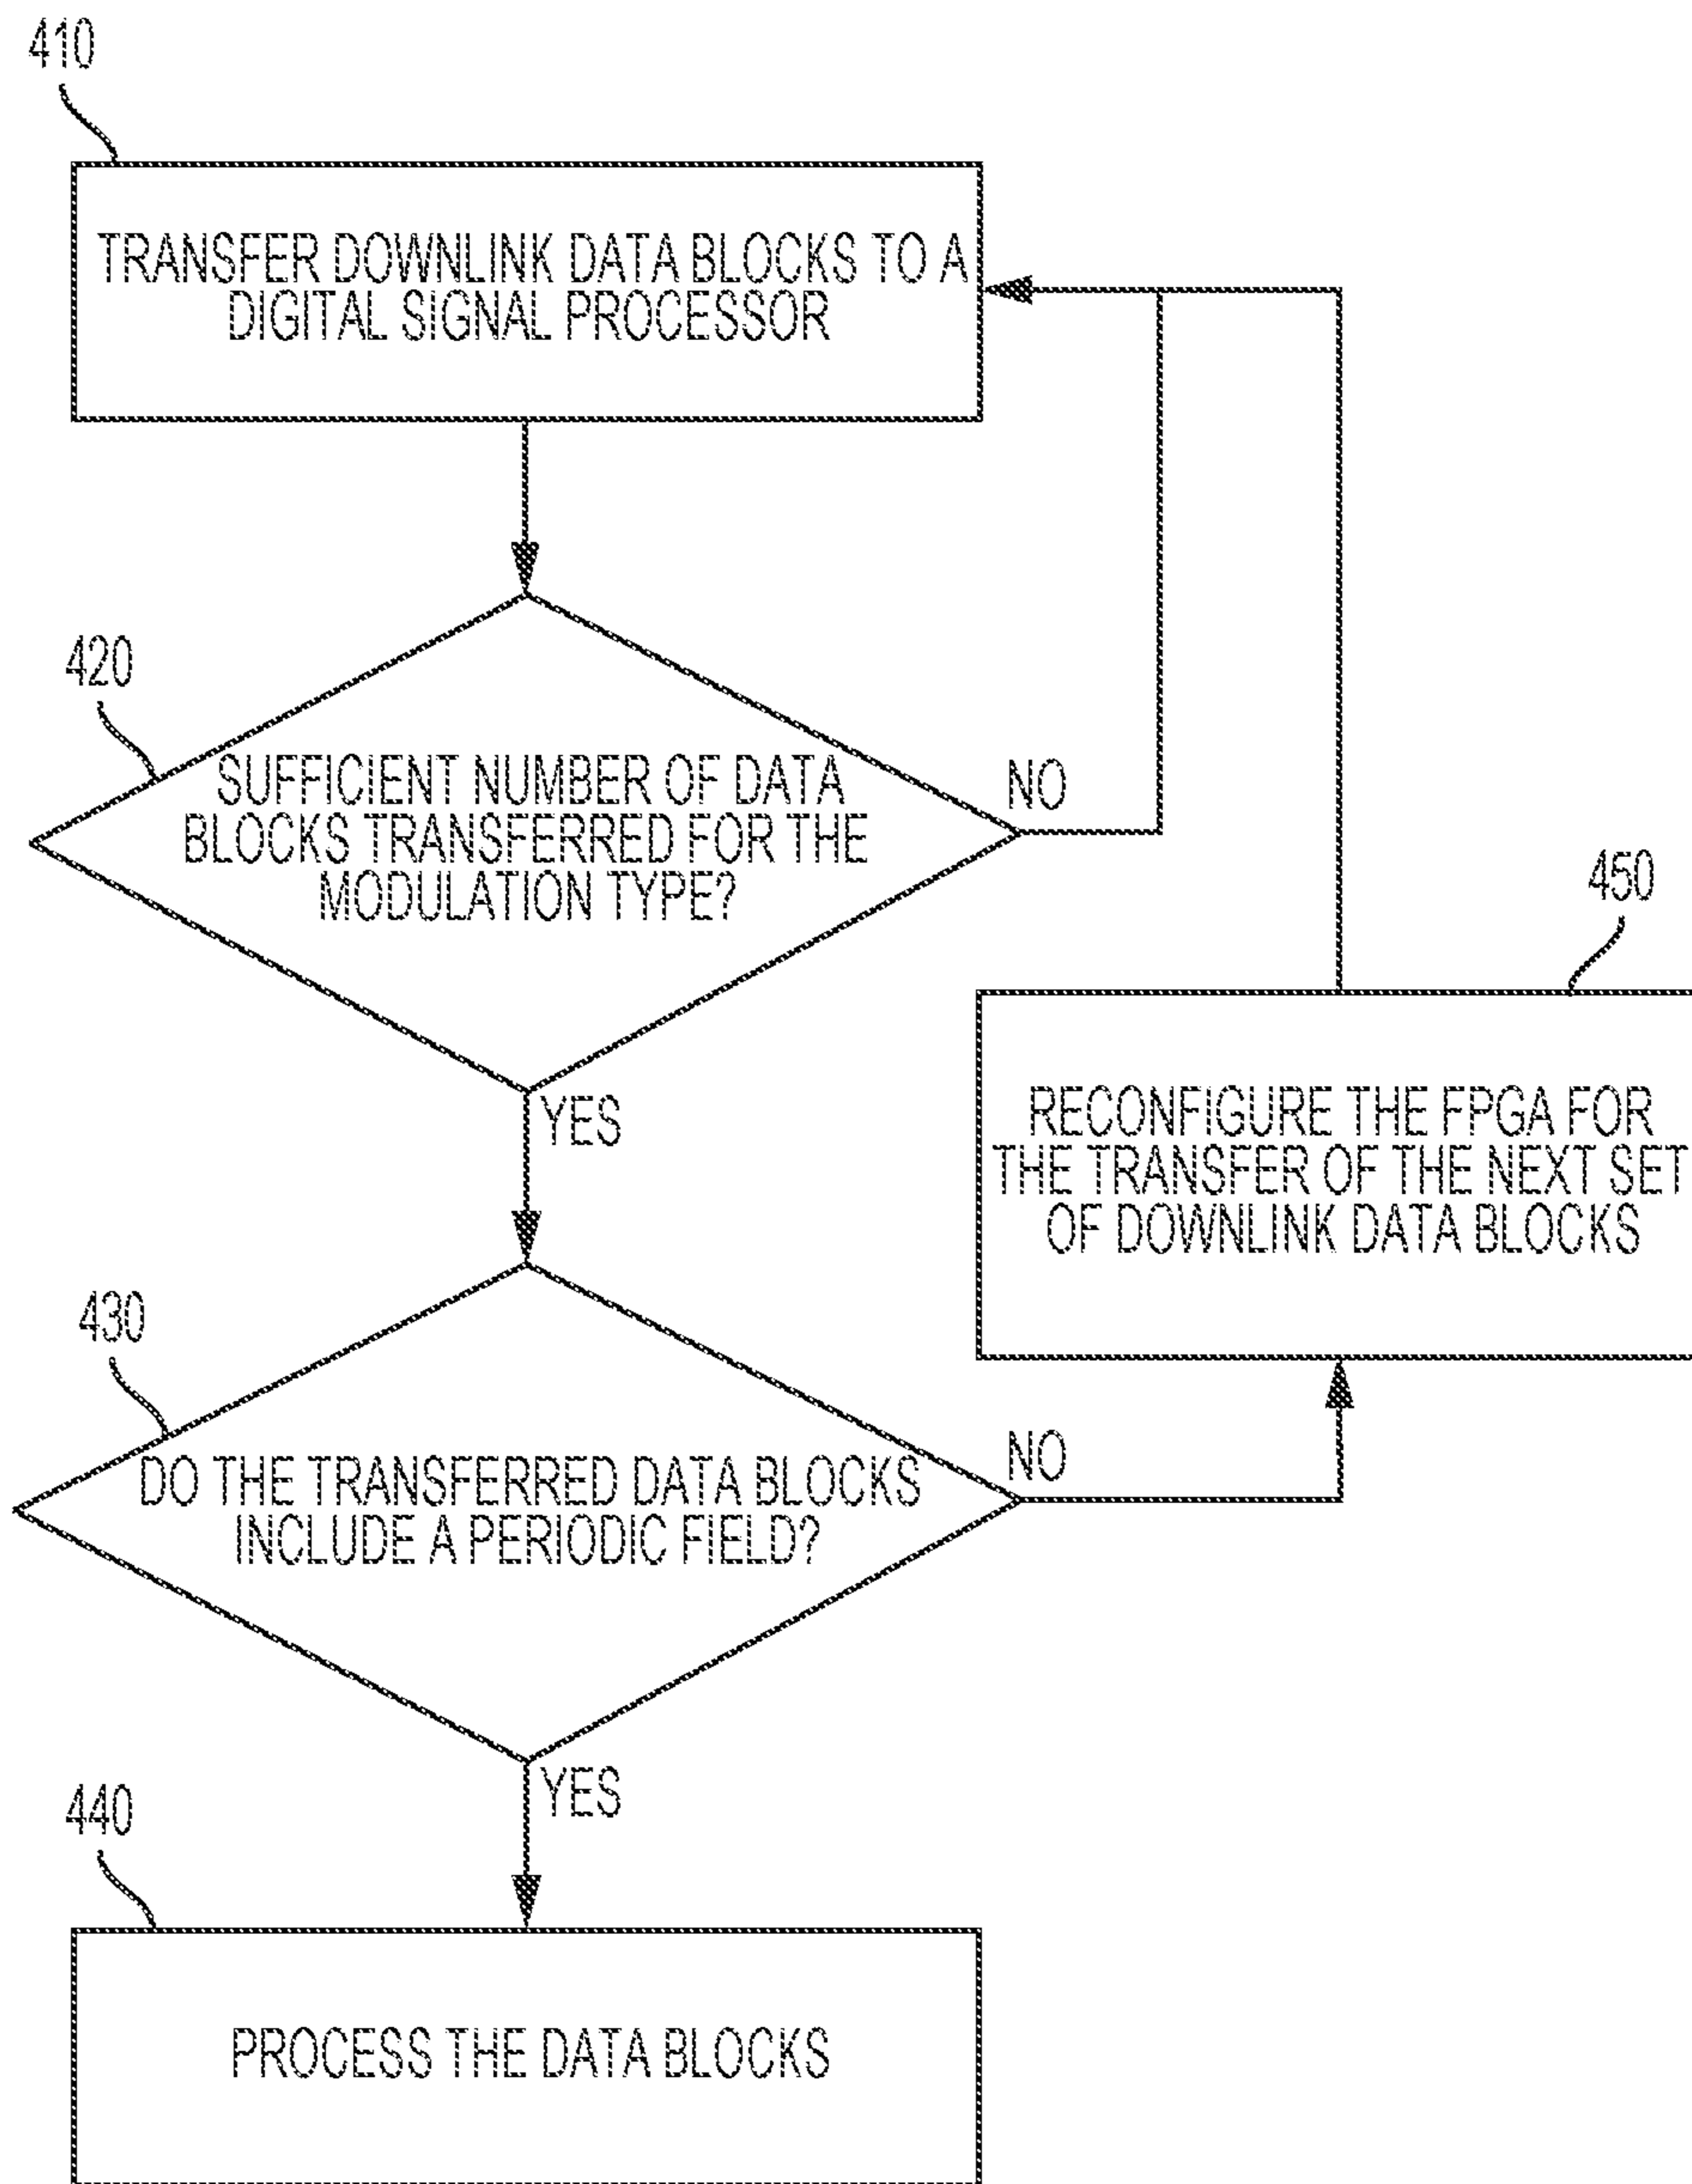 410
TRANSFER DOWNLINK DATA BLOCKS TO A
DIGITAL SIGNAL PROCESSOR
420
SUFFICIENT NUMBER OF DATA
BLOCKS TRANSFERRED FOR THE
MODULATION TYPE?
NO
YES
450
RECONFIGURE THE FPGA FOR
THE TRANSFER OF THE NEXT SET
OF DOWNLINK DATA BLOCKS
430
DO THE TRANSFERRED DATA BLOCKS
INCLUDE A PERIODIC FIELD?
NO
YES
440
PROCESS THE DATA BLOCKS